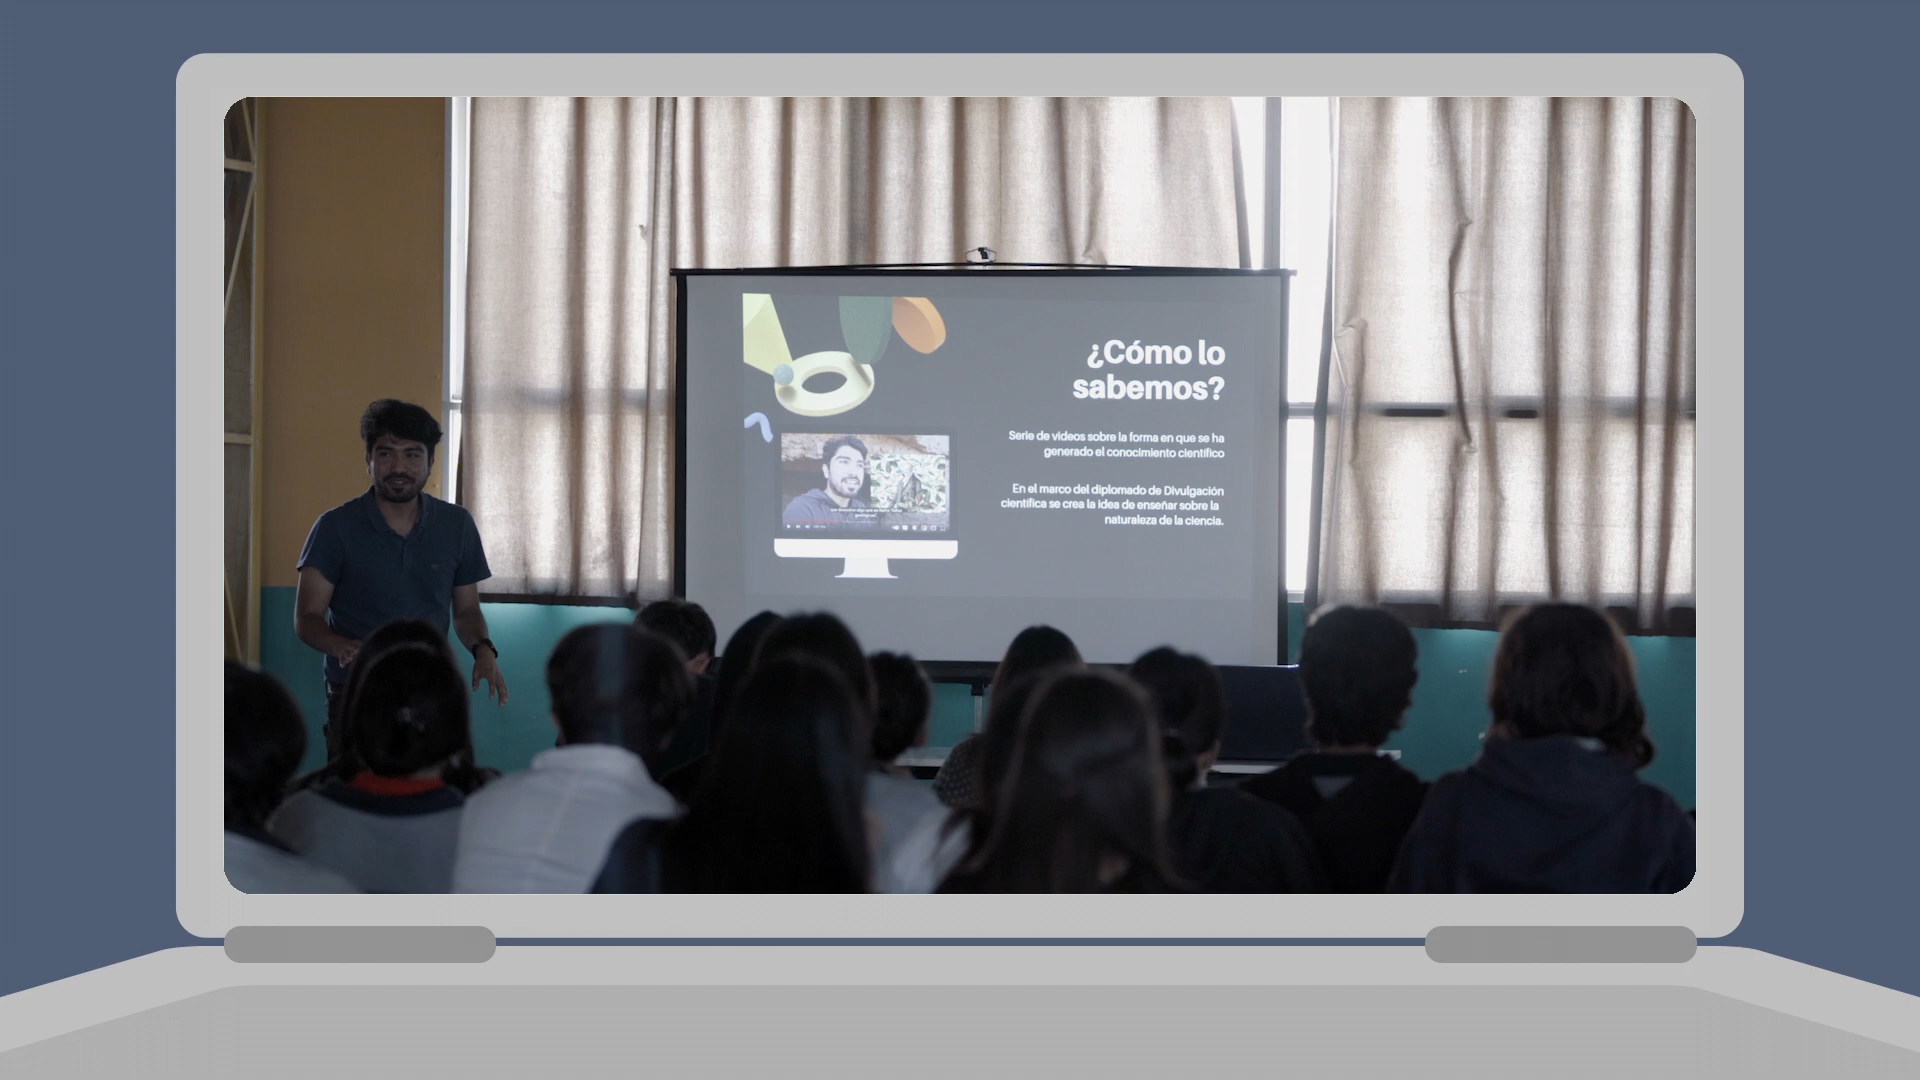 ¿Cómo lo
sabemos?
Serie de videos sobre la forma en que se ha
generado el conocimiento científico
En el marco del diplomado de Divulgación
científica se crea la idea de enseñar sobre la
naturaleza de la ciencia.